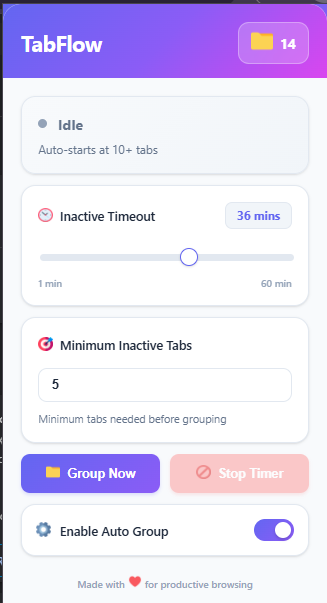 TabFlow
14
Idle
Auto-starts at 10+ tabs
Inactive Timeout
36 mins
1 min
60 min
Minimum Inactive Tabs
5
Minimum tabs needed before grouping
Group Now
Stop Timer
Enable Auto Group
Made with ❤️ for productive browsing